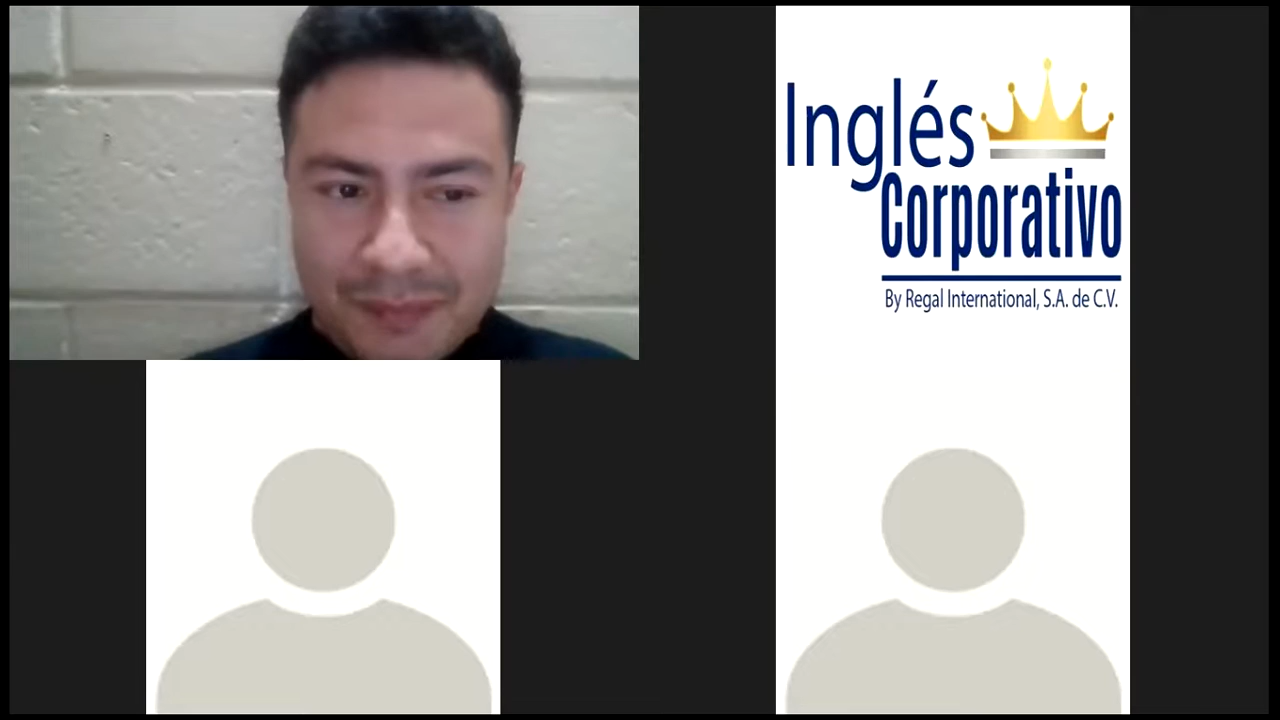 Inglés
Corporativo
By Regal International, S.A. de C.V.